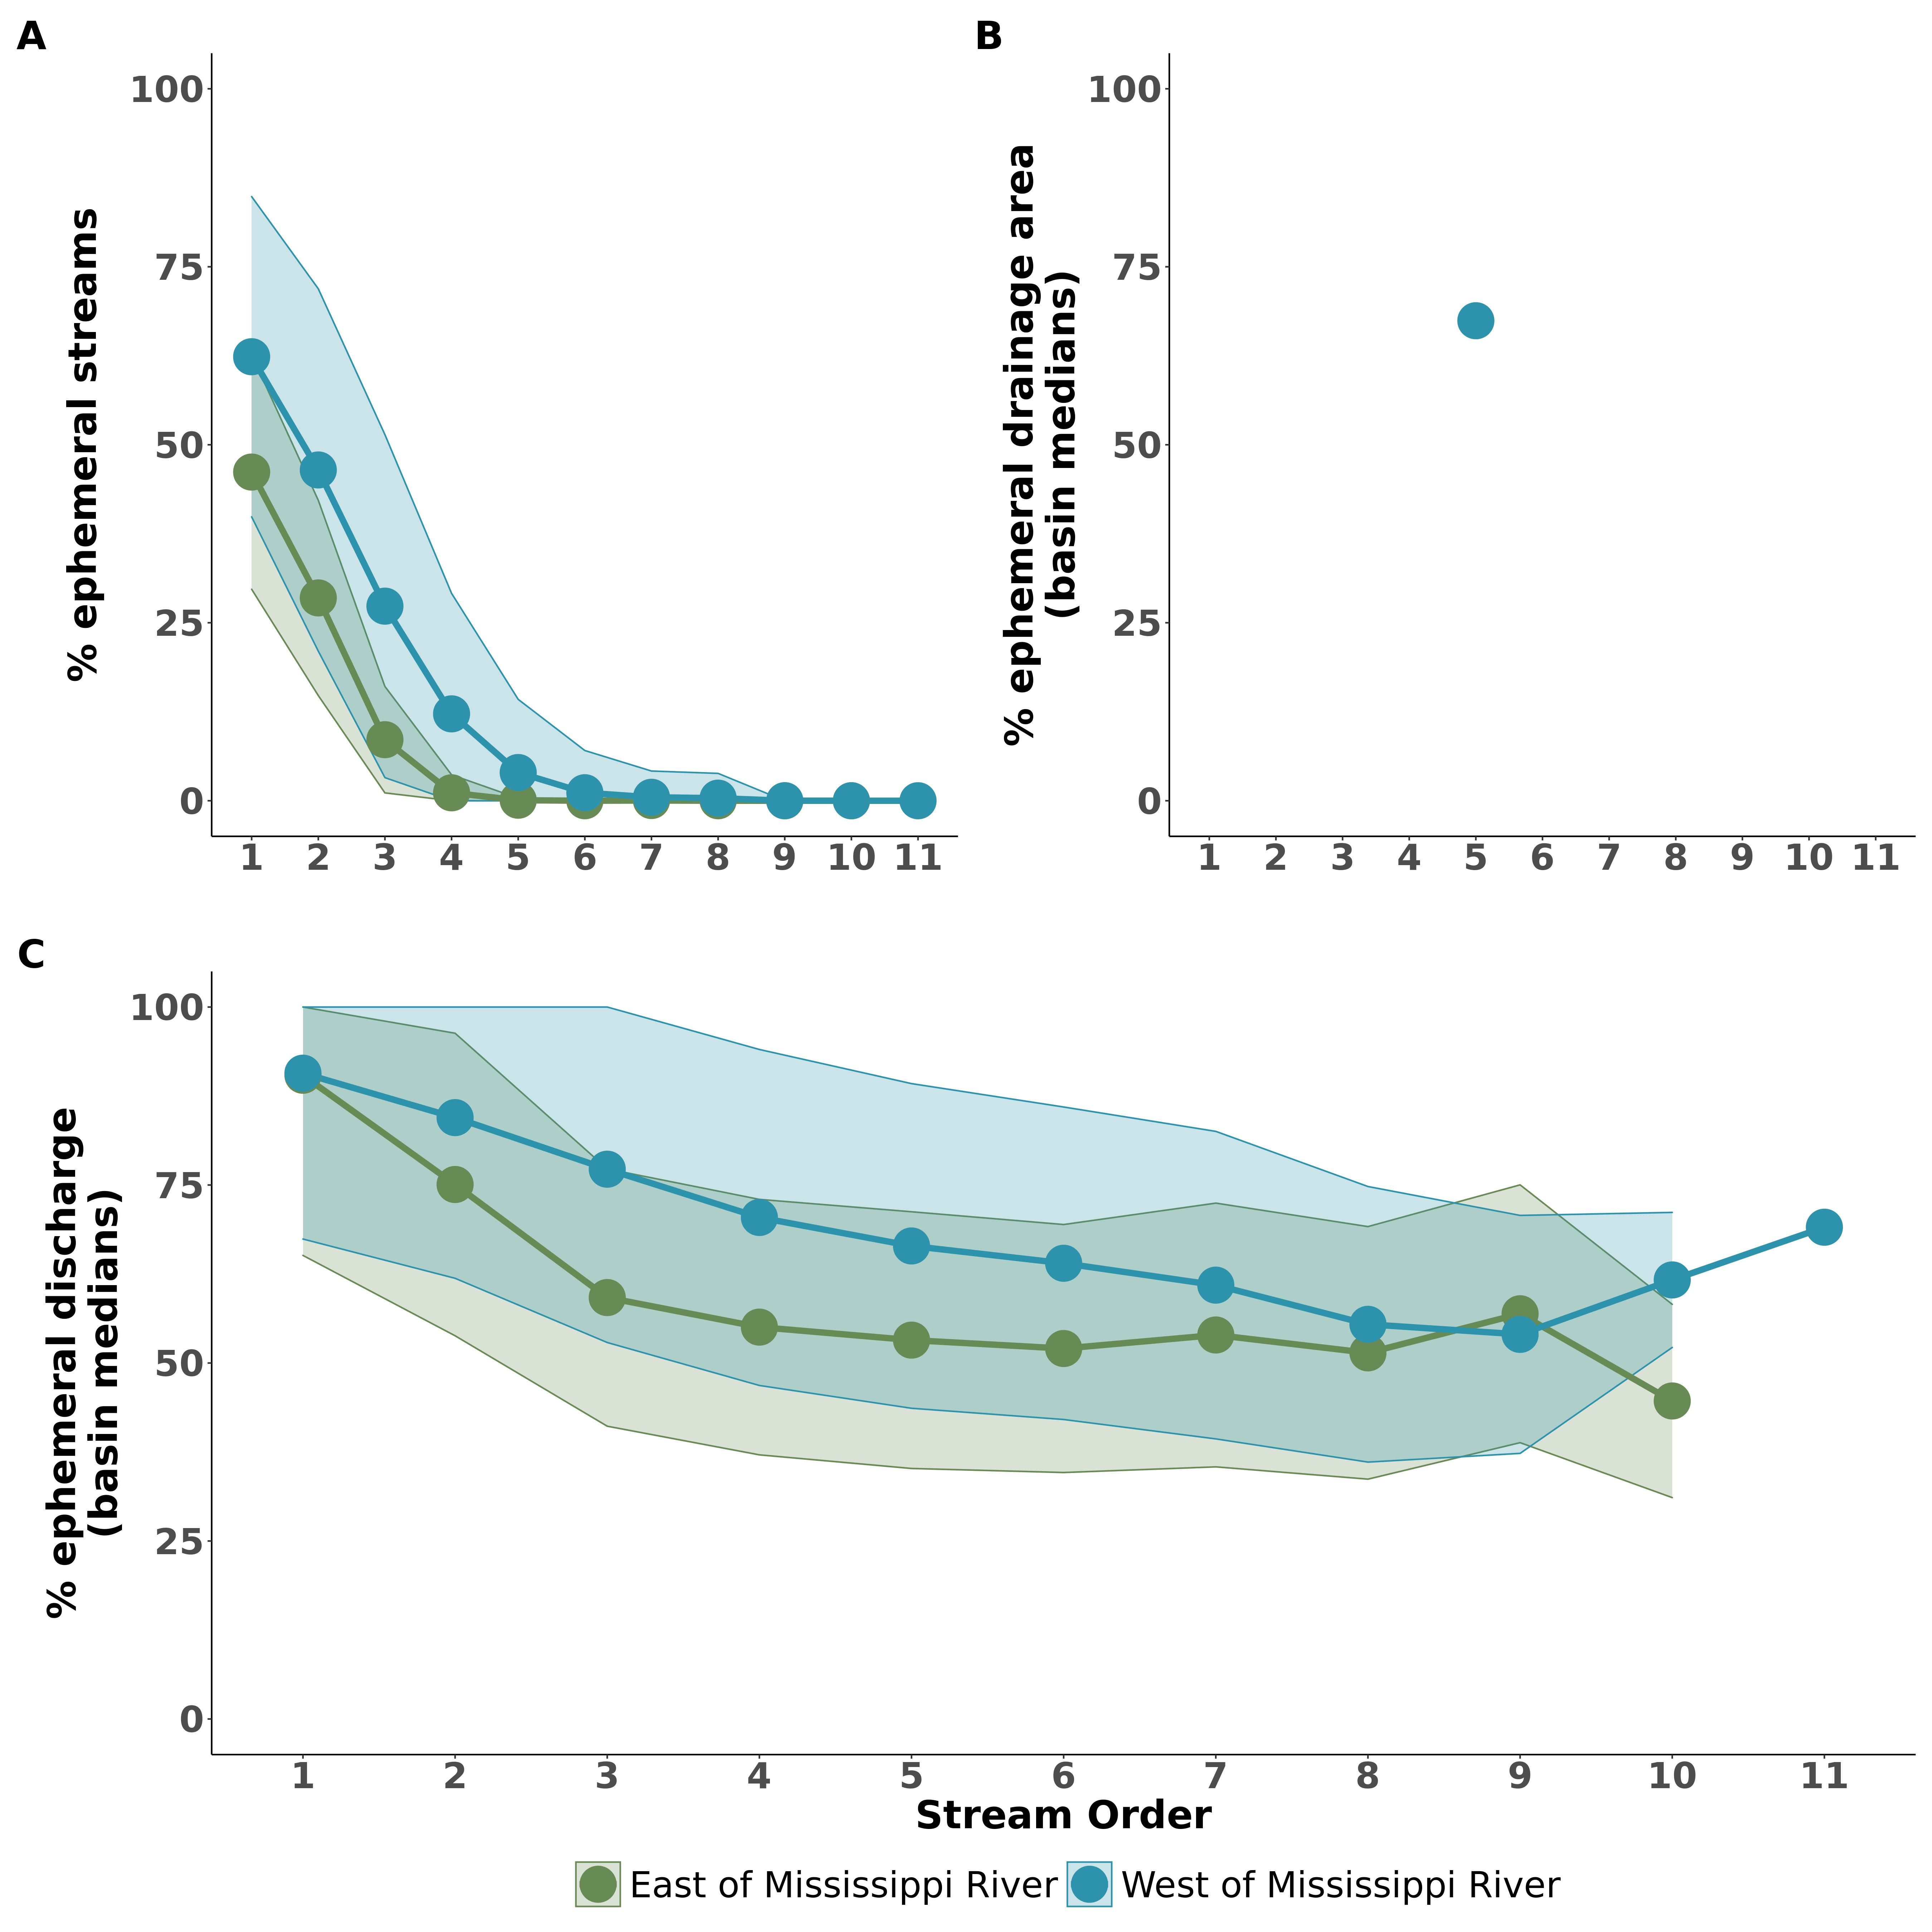 A
% ephemeral streams
100
75
50
25
0
1 2 3 4 5 6 7 8 9 10 11
B
% ephemeral drainage area
(basin medians)
100
75
50
25
0
1 2 3 4 5 6 7 8 9 10 11
C
% ephemeral discharge
(basin medians)
100
75
50
25
0
1 2 3 4 5 6 7 8 9 10 11
Stream Order
East of Mississippi River West of Mississippi River